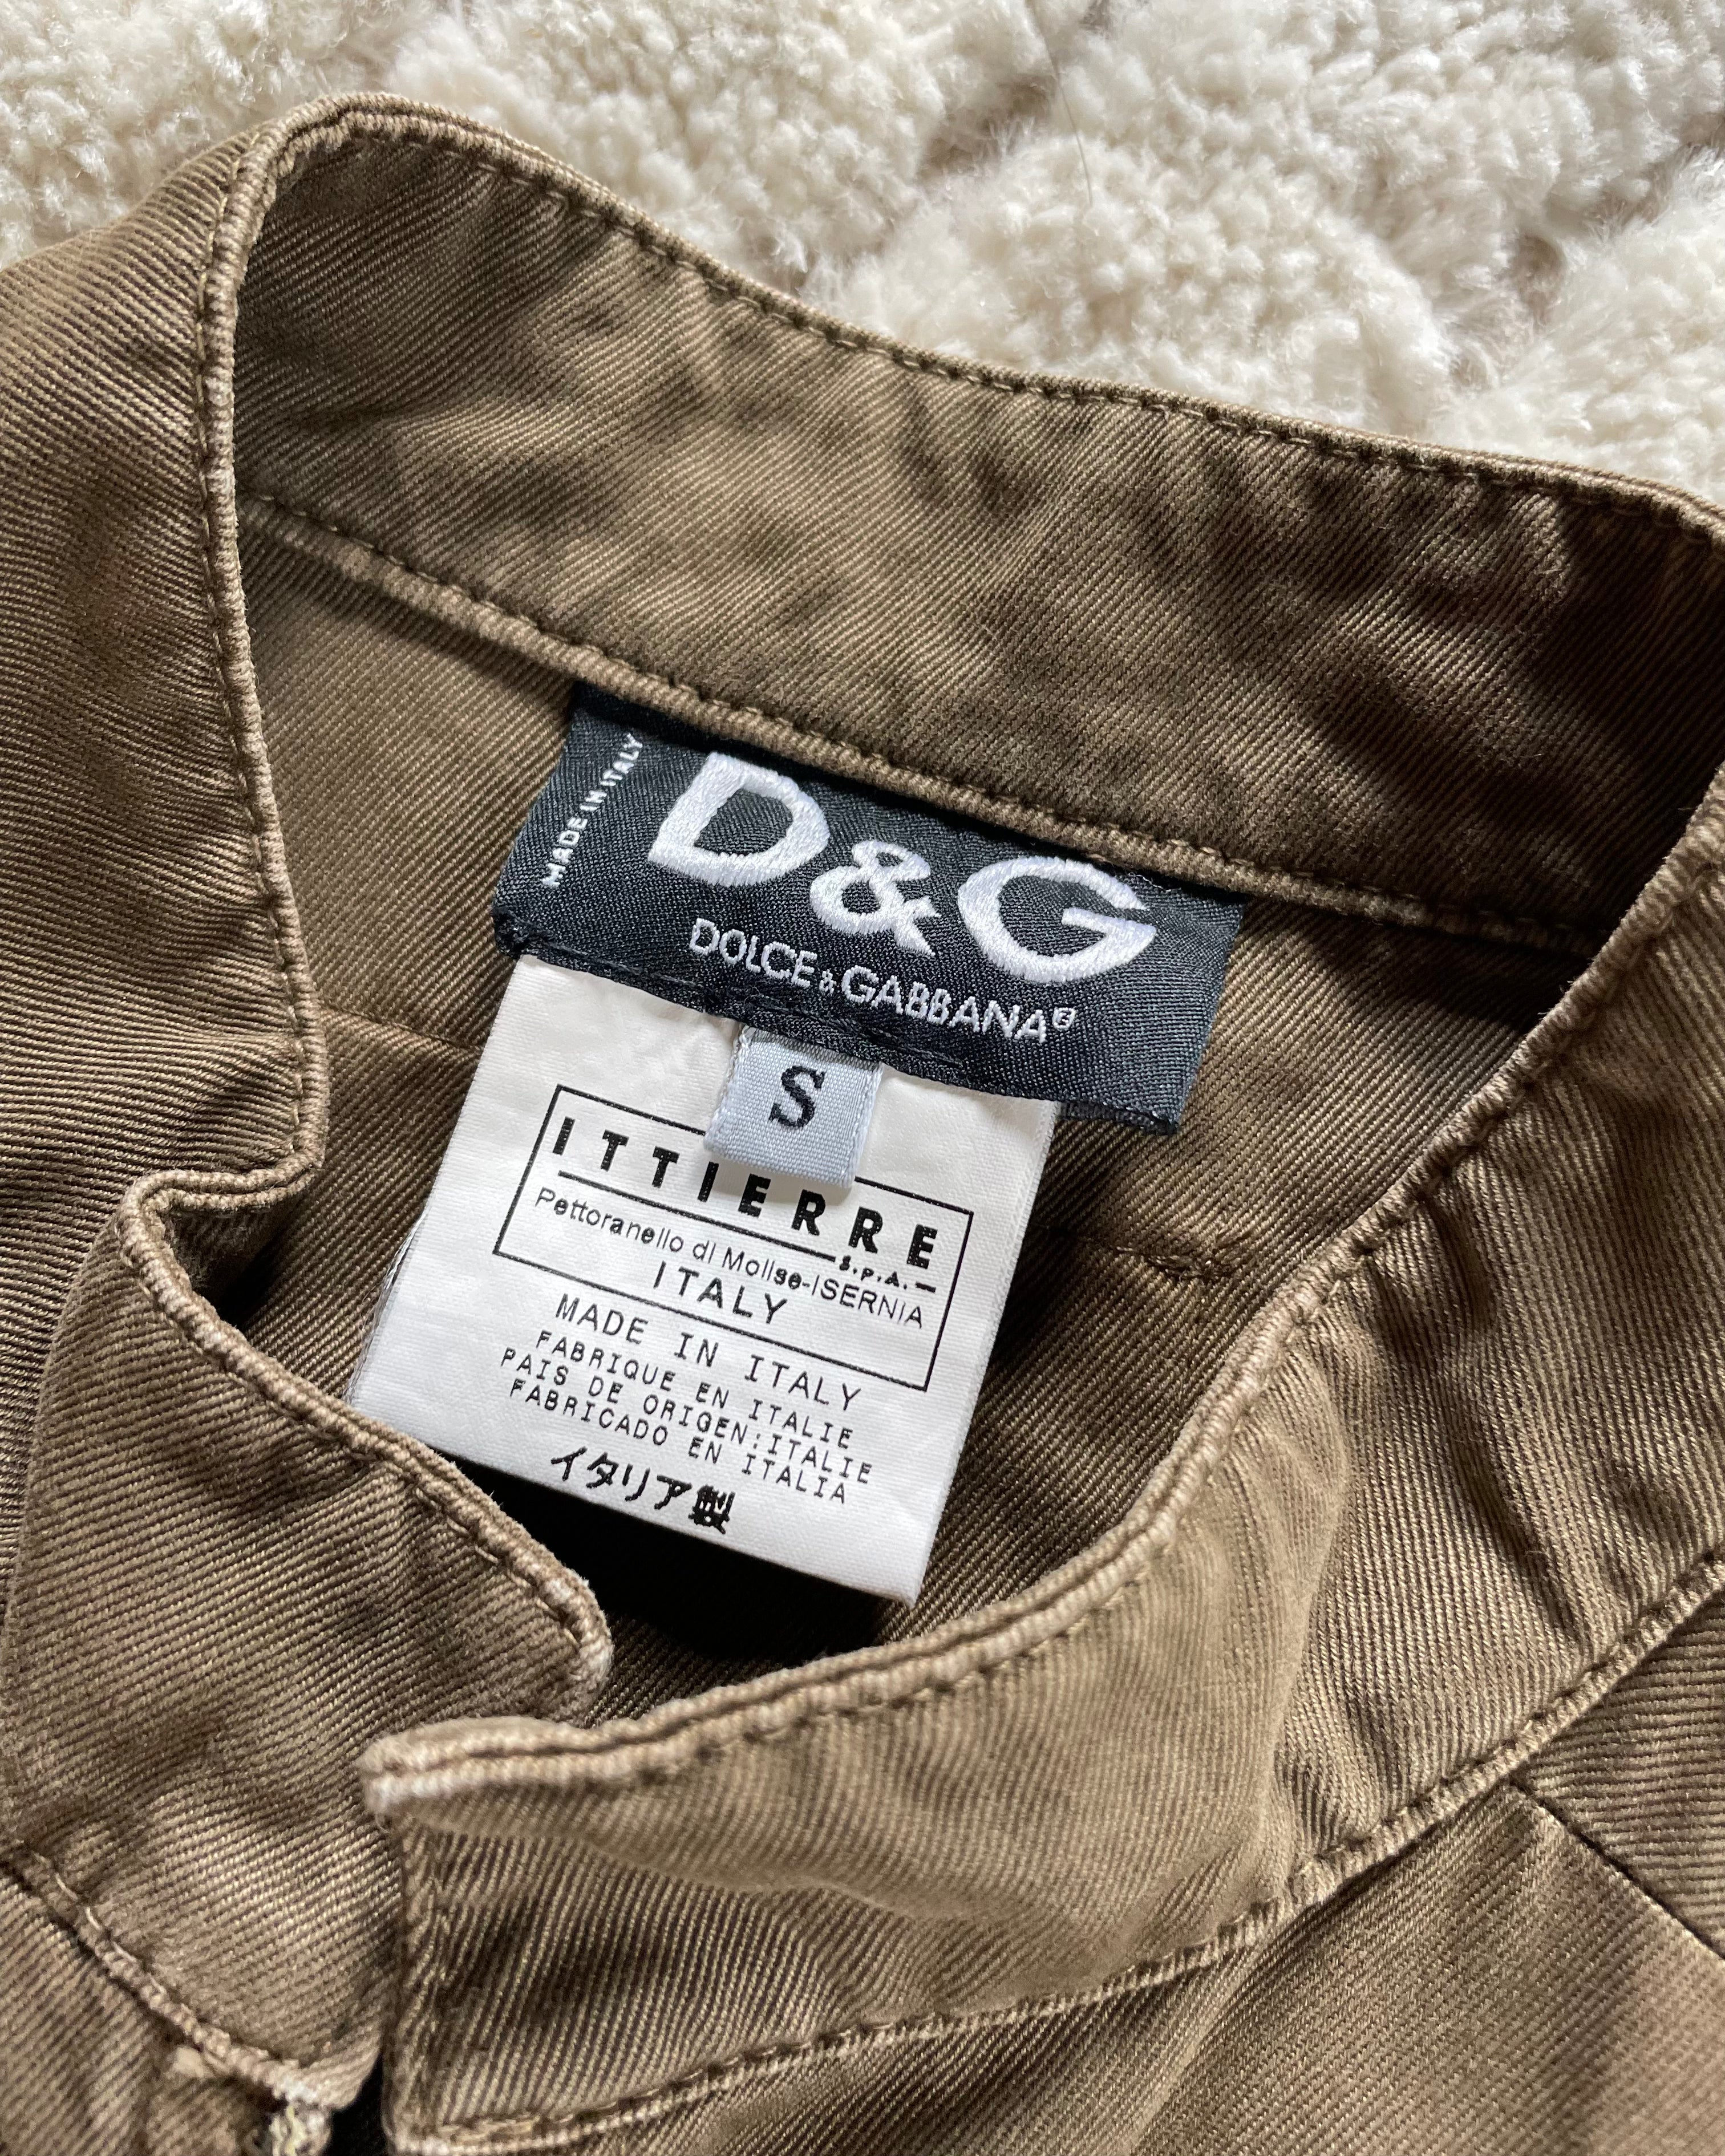 MADE IN ITALY
D&G
DOLCE&GABBANA®
S
ITTIERRE
S.p.A.
Pettoranello di Molise-ISERNIA
ITALY
MADE IN ITALY
FABRIQUE EN ITALIE
PAIS DE ORIGEN:ITALIE
FABRICADO EN ITALIA
イタリア製